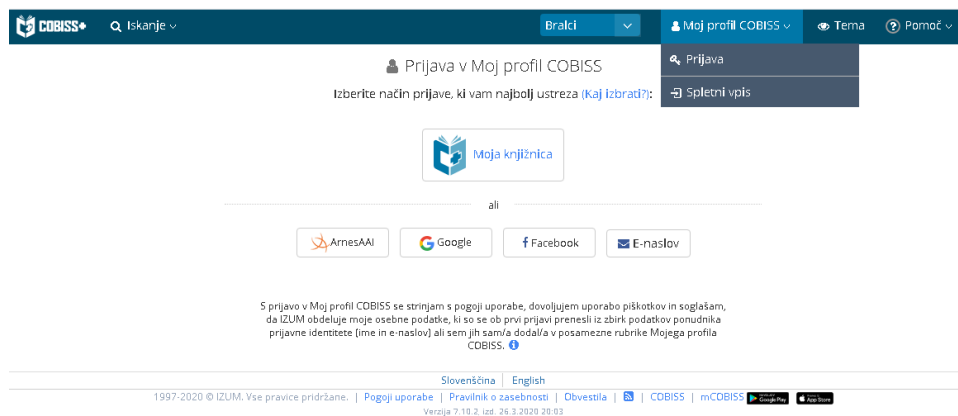 COBISS+ Iskanje Bralci Moj profil COBISS Tema Pomoč
Prijava
Spletni vpis
Prijava v Moj profil COBISS
Izberite način prijave, ki vam najbolj ustreza (Kaj izbrati?):
Moja knjižnica
ali
ArnesAAI Google Facebook E-naslov
S prijavo v Moj profil COBISS se strinjam s pogoji uporabe, dovoljujem uporabo piškotkov in soglašam,
da IZUM obdeluje moje osebne podatke, ki so se ob prvi prijavi prenesli iz zbirk podatkov ponudnika
prijavne identitete (ime in e-naslov) ali sem jih sam/a dodal/a v posamezne rubrike Mojega profila
COBISS.
Slovenščina | English
1997-2020 © IZUM. Vse pravice pridržane. | Pogoji uporabe | Pravilnik o zasebnosti | Obvestila | | COBISS | mCOBISS Google Play App Store
Verzija 7.10.2, izd. 26.3.2020 20:03